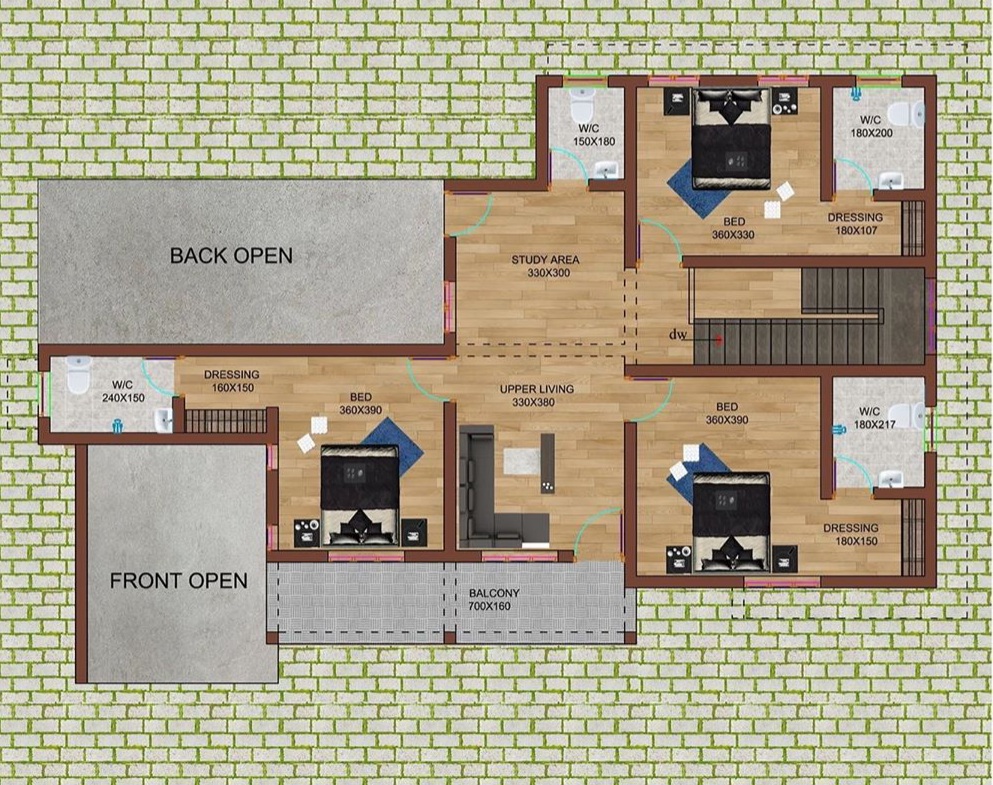 W/C
150X180
W/C
180X200
BED
360X330
DRESSING
180X107
BACK OPEN
STUDY AREA
330X300
dw
W/C
240X150
DRESSING
160X150
BED
360X390
UPPER LIVING
330X380
BED
360X390
W/C
180X217
DRESSING
180X150
FRONT OPEN
BALCONY
700X160